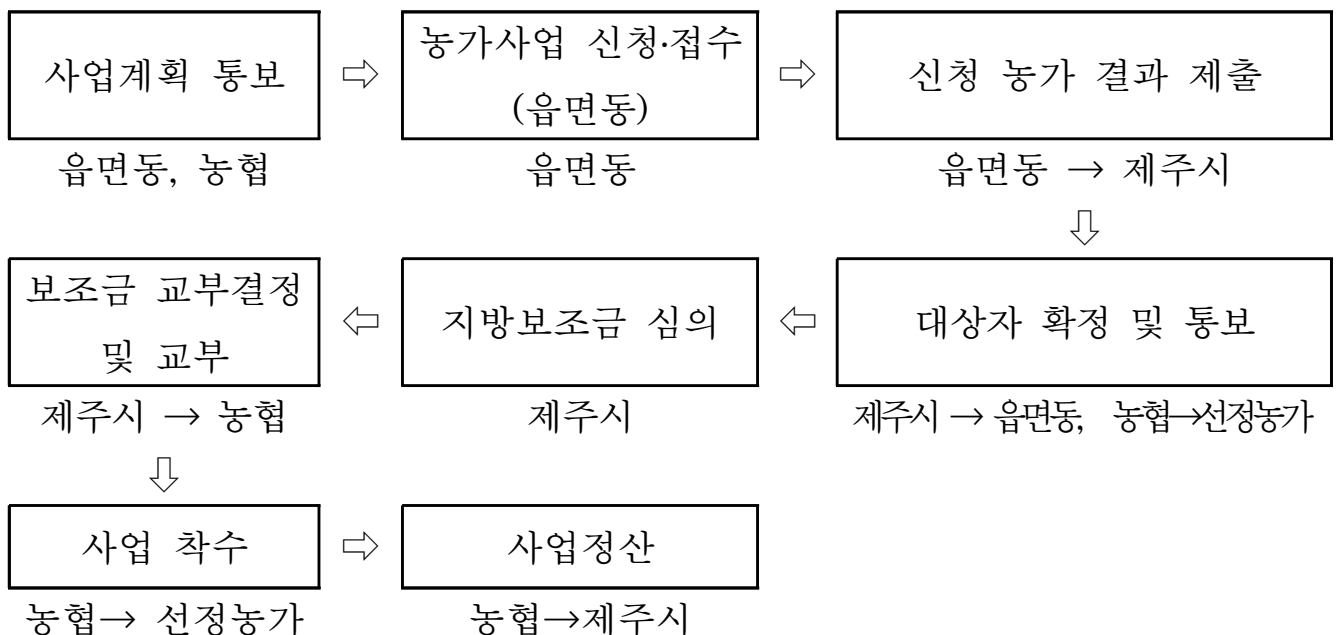 사업계획 통보
⇨
농가사업 신청·접수
(읍면동)
⇨
신청 농가 결과 제출
읍면동, 농협
읍면동
읍면동 → 제주시
⇩
대상자 확정 및 통보
⇦
지방보조금 심의
⇦
보조금 교부결정
및 교부
제주시 → 읍면동, 농협→선정농가
제주시
제주시 → 농협
⇩
사업 착수
⇨
사업정산
농협→ 선정농가
농협→제주시